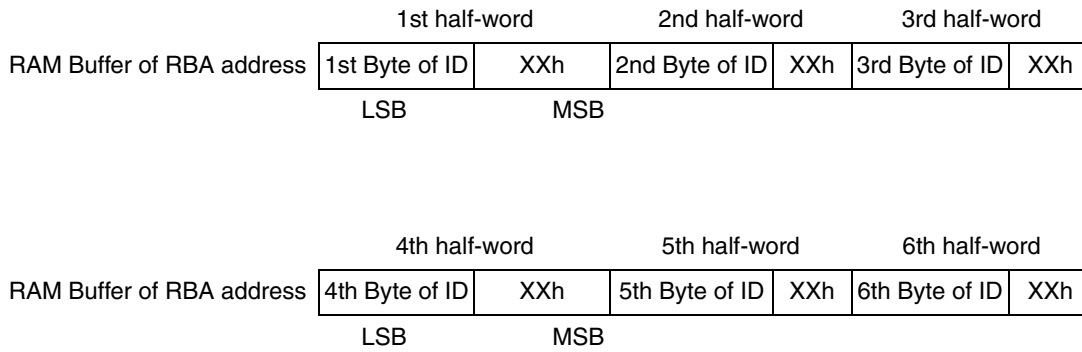 1st half-word 2nd half-word 3rd half-word
RAM Buffer of RBA address 1st Byte of ID XXh 2nd Byte of ID XXh 3rd Byte of ID XXh
LSB MSB
4th half-word 5th half-word 6th half-word
RAM Buffer of RBA address 4th Byte of ID XXh 5th Byte of ID XXh 6th Byte of ID XXh
LSB MSB